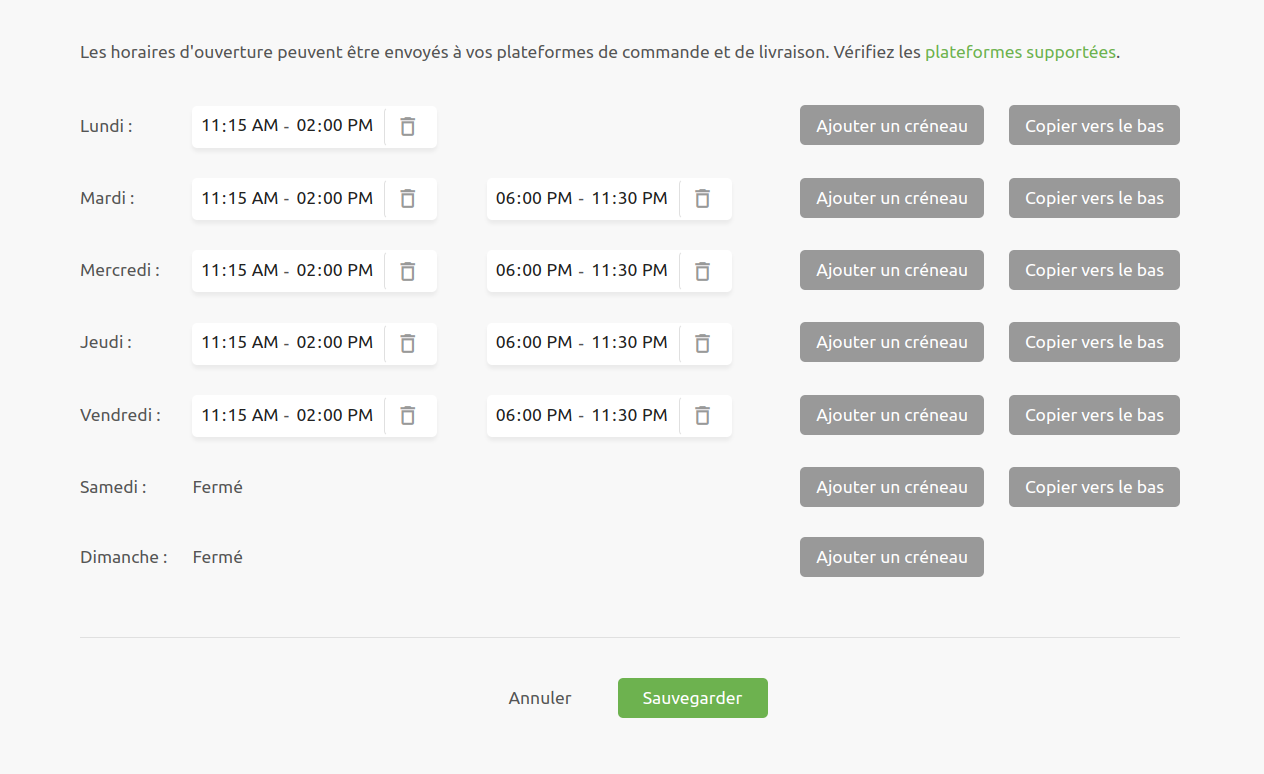 Les horaires d'ouverture peuvent être envoyés à vos plateformes de commande et de livraison. Vérifiez les plateformes supportées.
Lundi : 11:15 AM - 02:00 PM Ajouter un créneau Copier vers le bas
Mardi : 11:15 AM - 02:00 PM 06:00 PM - 11:30 PM Ajouter un créneau Copier vers le bas
Mercredi : 11:15 AM - 02:00 PM 06:00 PM - 11:30 PM Ajouter un créneau Copier vers le bas
Jeudi : 11:15 AM - 02:00 PM 06:00 PM - 11:30 PM Ajouter un créneau Copier vers le bas
Vendredi : 11:15 AM - 02:00 PM 06:00 PM - 11:30 PM Ajouter un créneau Copier vers le bas
Samedi : Fermé Ajouter un créneau Copier vers le bas
Dimanche : Fermé Ajouter un créneau
Annuler Sauvegarder